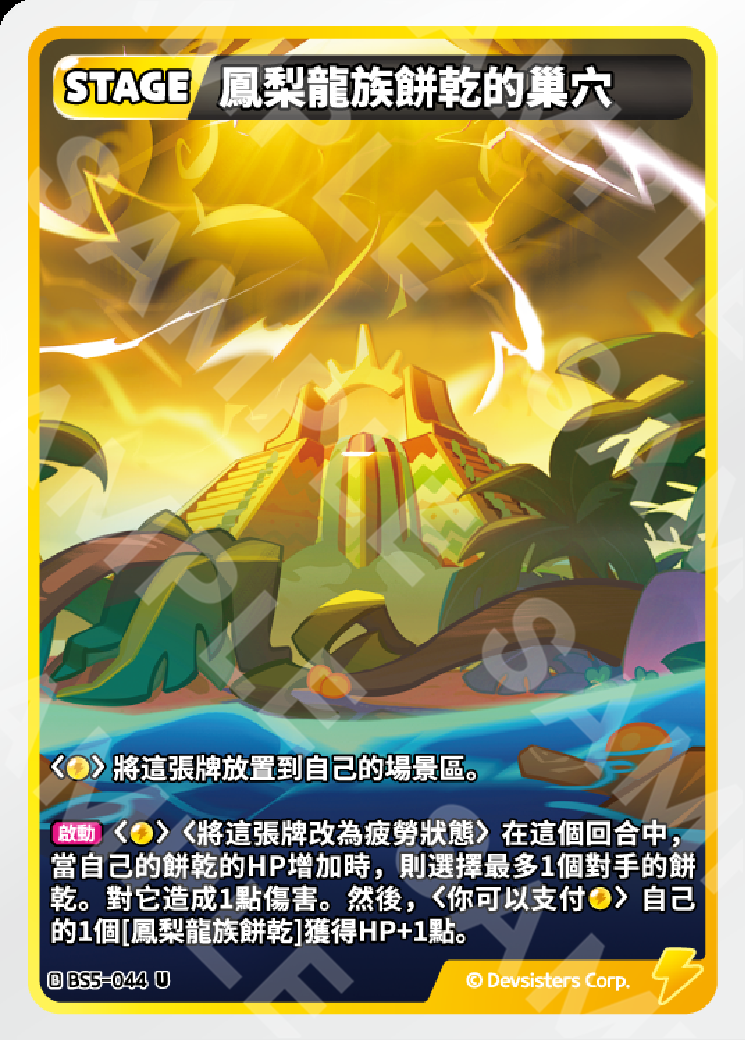 STAGE 鳳梨龍族餅乾的巢穴
〈〉將這張牌放置到自己的場景區。
啟動〈〉〈將這張牌改為疲勞狀態〉在這個回合中，
當自己的餅乾的HP增加時，則選擇最多1個對手的餅
乾。對它造成1點傷害。然後，〈你可以支付〉自己
的1個[鳳梨龍族餅乾]獲得HP+1點。
B BS5-044 U
© Devsisters Corp.
SAMPLE